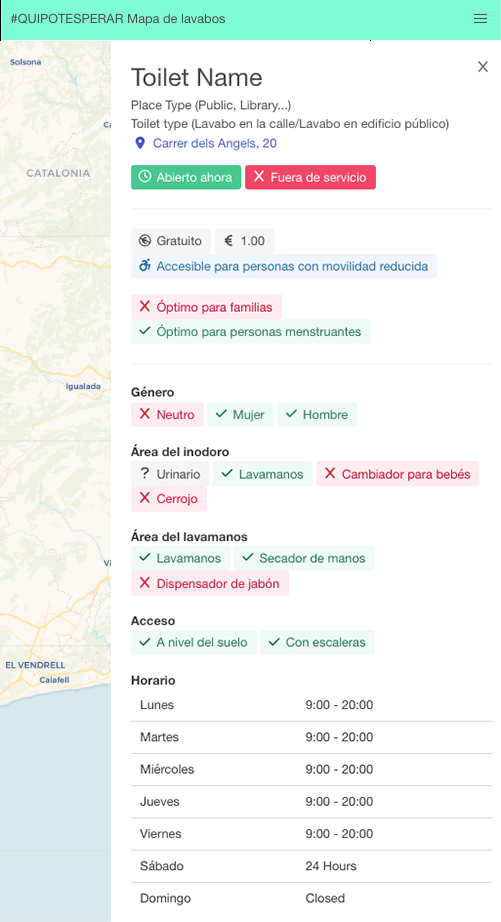 #QUIPOTESPERAR Mapa de lavabos
Solsona
CATALONIA
Igualada
EL VENDRELL
Calafell
X
Toilet Name
Place Type (Public, Library...)
Toilet type (Lavabo en la calle/Lavabo en edificio público)
Carrer dels Angels, 20
Abierto ahora
Fuera de servicio
Gratuito
€ 1.00
Accesible para personas con movilidad reducida
Óptimo para familias
Óptimo para personas menstruantes
Género
Neutro
Mujer
Hombre
Área del inodoro
? Urinario
Lavamanos
Cambiador para bebés
Cerrojo
Área del lavamanos
Lavamanos
Secador de manos
Dispensador de jabón
Acceso
A nivel del suelo
Con escaleras
Horario
Lunes 9:00 - 20:00
Martes 9:00 - 20:00
Miércoles 9:00 - 20:00
Jueves 9:00 - 20:00
Viernes 9:00 - 20:00
Sábado 24 Hours
Domingo Closed